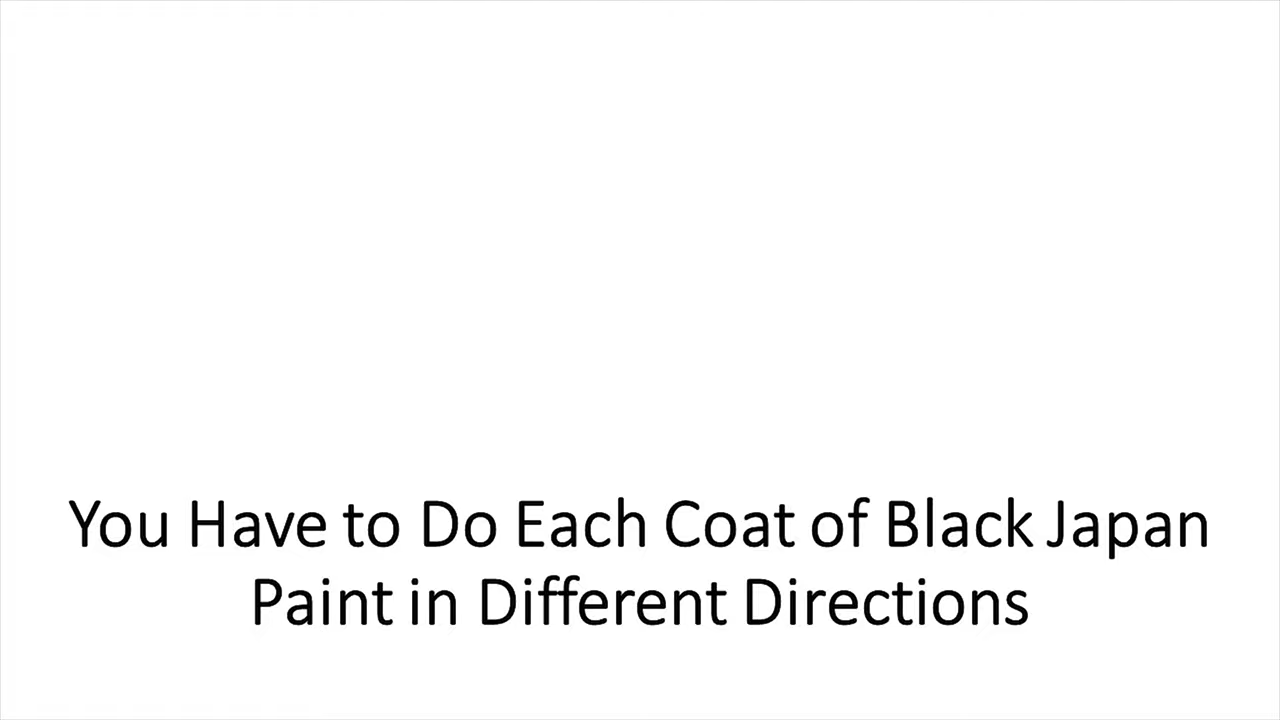 You Have to Do Each Coat of Black Japan
Paint in Different Directions